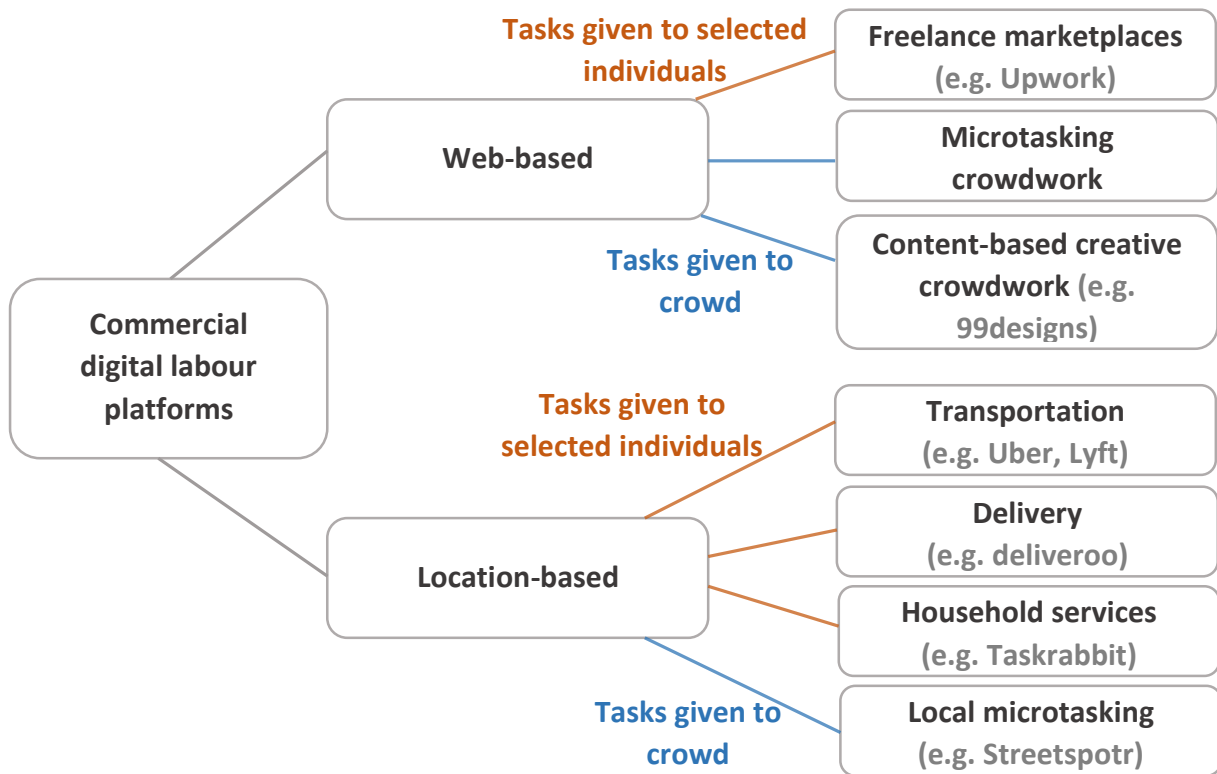 Tasks given to selected
individuals
Freelance marketplaces
(e.g. Upwork)
Web-based
Microtasking
crowdwork
Tasks given to
crowd
Content-based creative
crowdwork (e.g.
99designs)
Commercial
digital labour
platforms
Tasks given to
selected individuals
Transportation
(e.g. Uber, Lyft)
Delivery
(e.g. deliveroo)
Location-based
Household services
(e.g. Taskrabbit)
Tasks given to
crowd
Local microtasking
(e.g. Streetspotr)